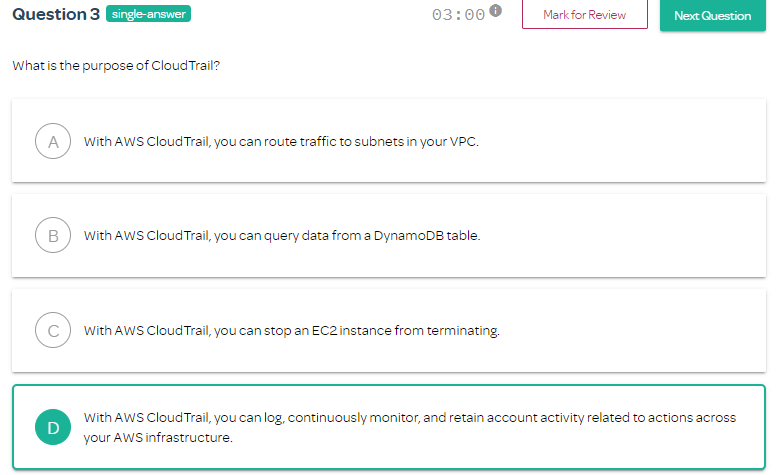 Question 3 single-answer 03:00 i Mark for Review Next Question
What is the purpose of CloudTrail?
A With AWS CloudTrail, you can route traffic to subnets in your VPC.
B With AWS CloudTrail, you can query data from a DynamoDB table.
C With AWS CloudTrail, you can stop an EC2 instance from terminating.
D With AWS CloudTrail, you can log, continuously monitor, and retain account activity related to actions across
your AWS infrastructure.